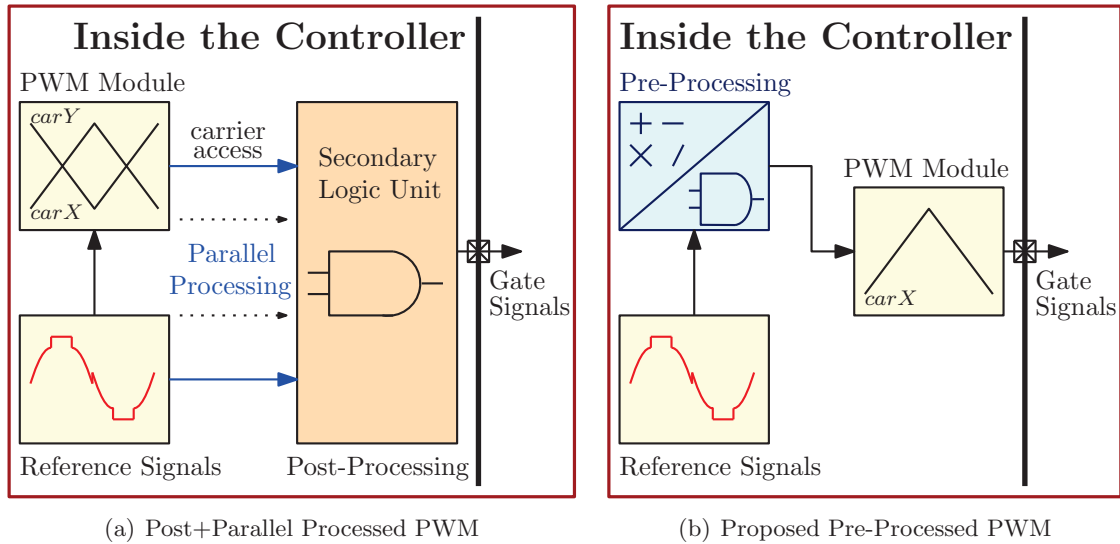 Inside the Controller
PWM Module
carY
carX
carrier
access
Secondary
Logic Unit
Parallel
Processing
Gate
Signals
Reference Signals
Post-Processing
(a) Post+Parallel Processed PWM
Inside the Controller
Pre-Processing
PWM Module
carX
Gate
Signals
Reference Signals
(b) Proposed Pre-Processed PWM